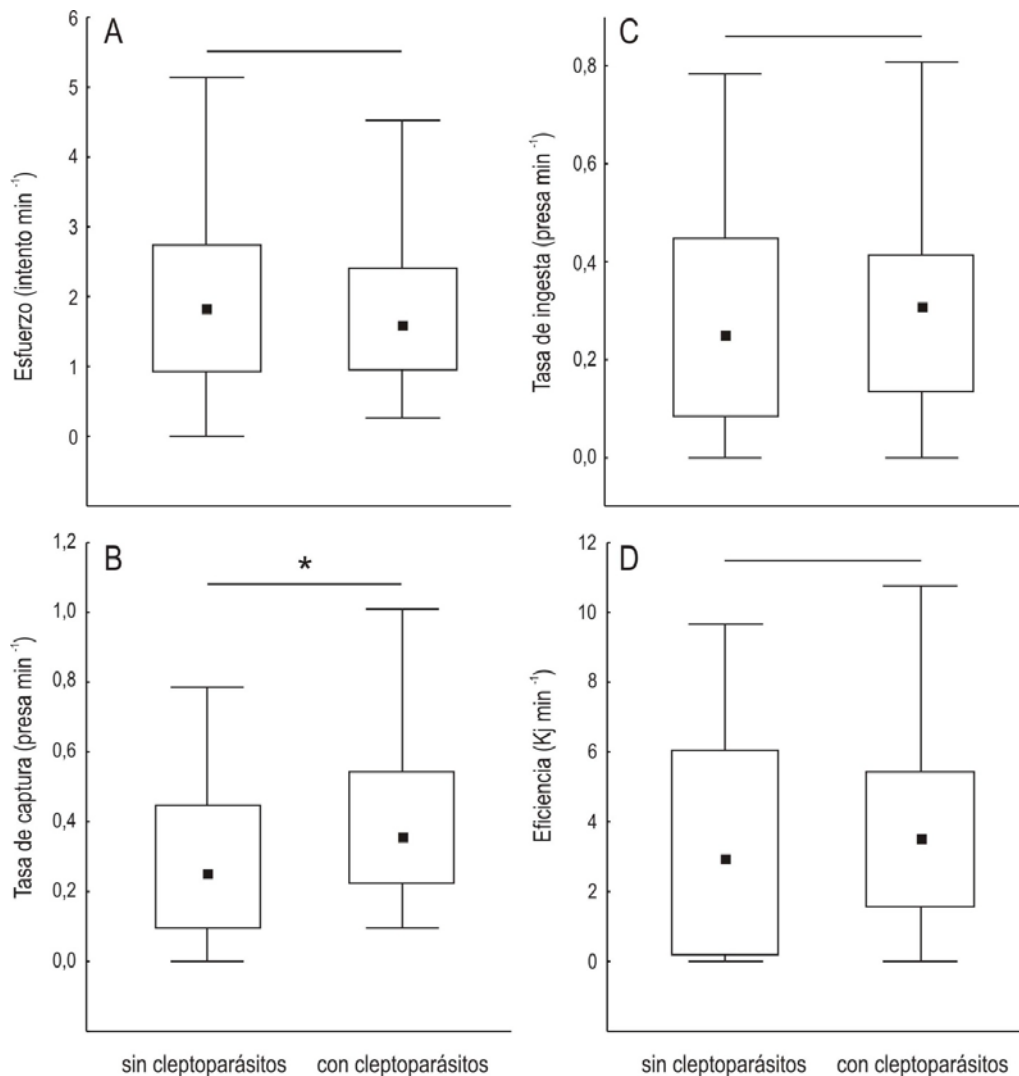 A
Esfuerzo (intento min -1)
6
5
4
3
2
1
0
C
Tasa de ingesta (presa min -1)
0,8
0,6
0,4
0,2
0,0
B
*
Tasa de captura (presa min -1)
1,2
1,0
0,8
0,6
0,4
0,2
0,0
sin cleptoparásitos con cleptoparásitos
D
Eficiencia (Kj min -1)
12
10
8
6
4
2
0
sin cleptoparásitos con cleptoparásitos